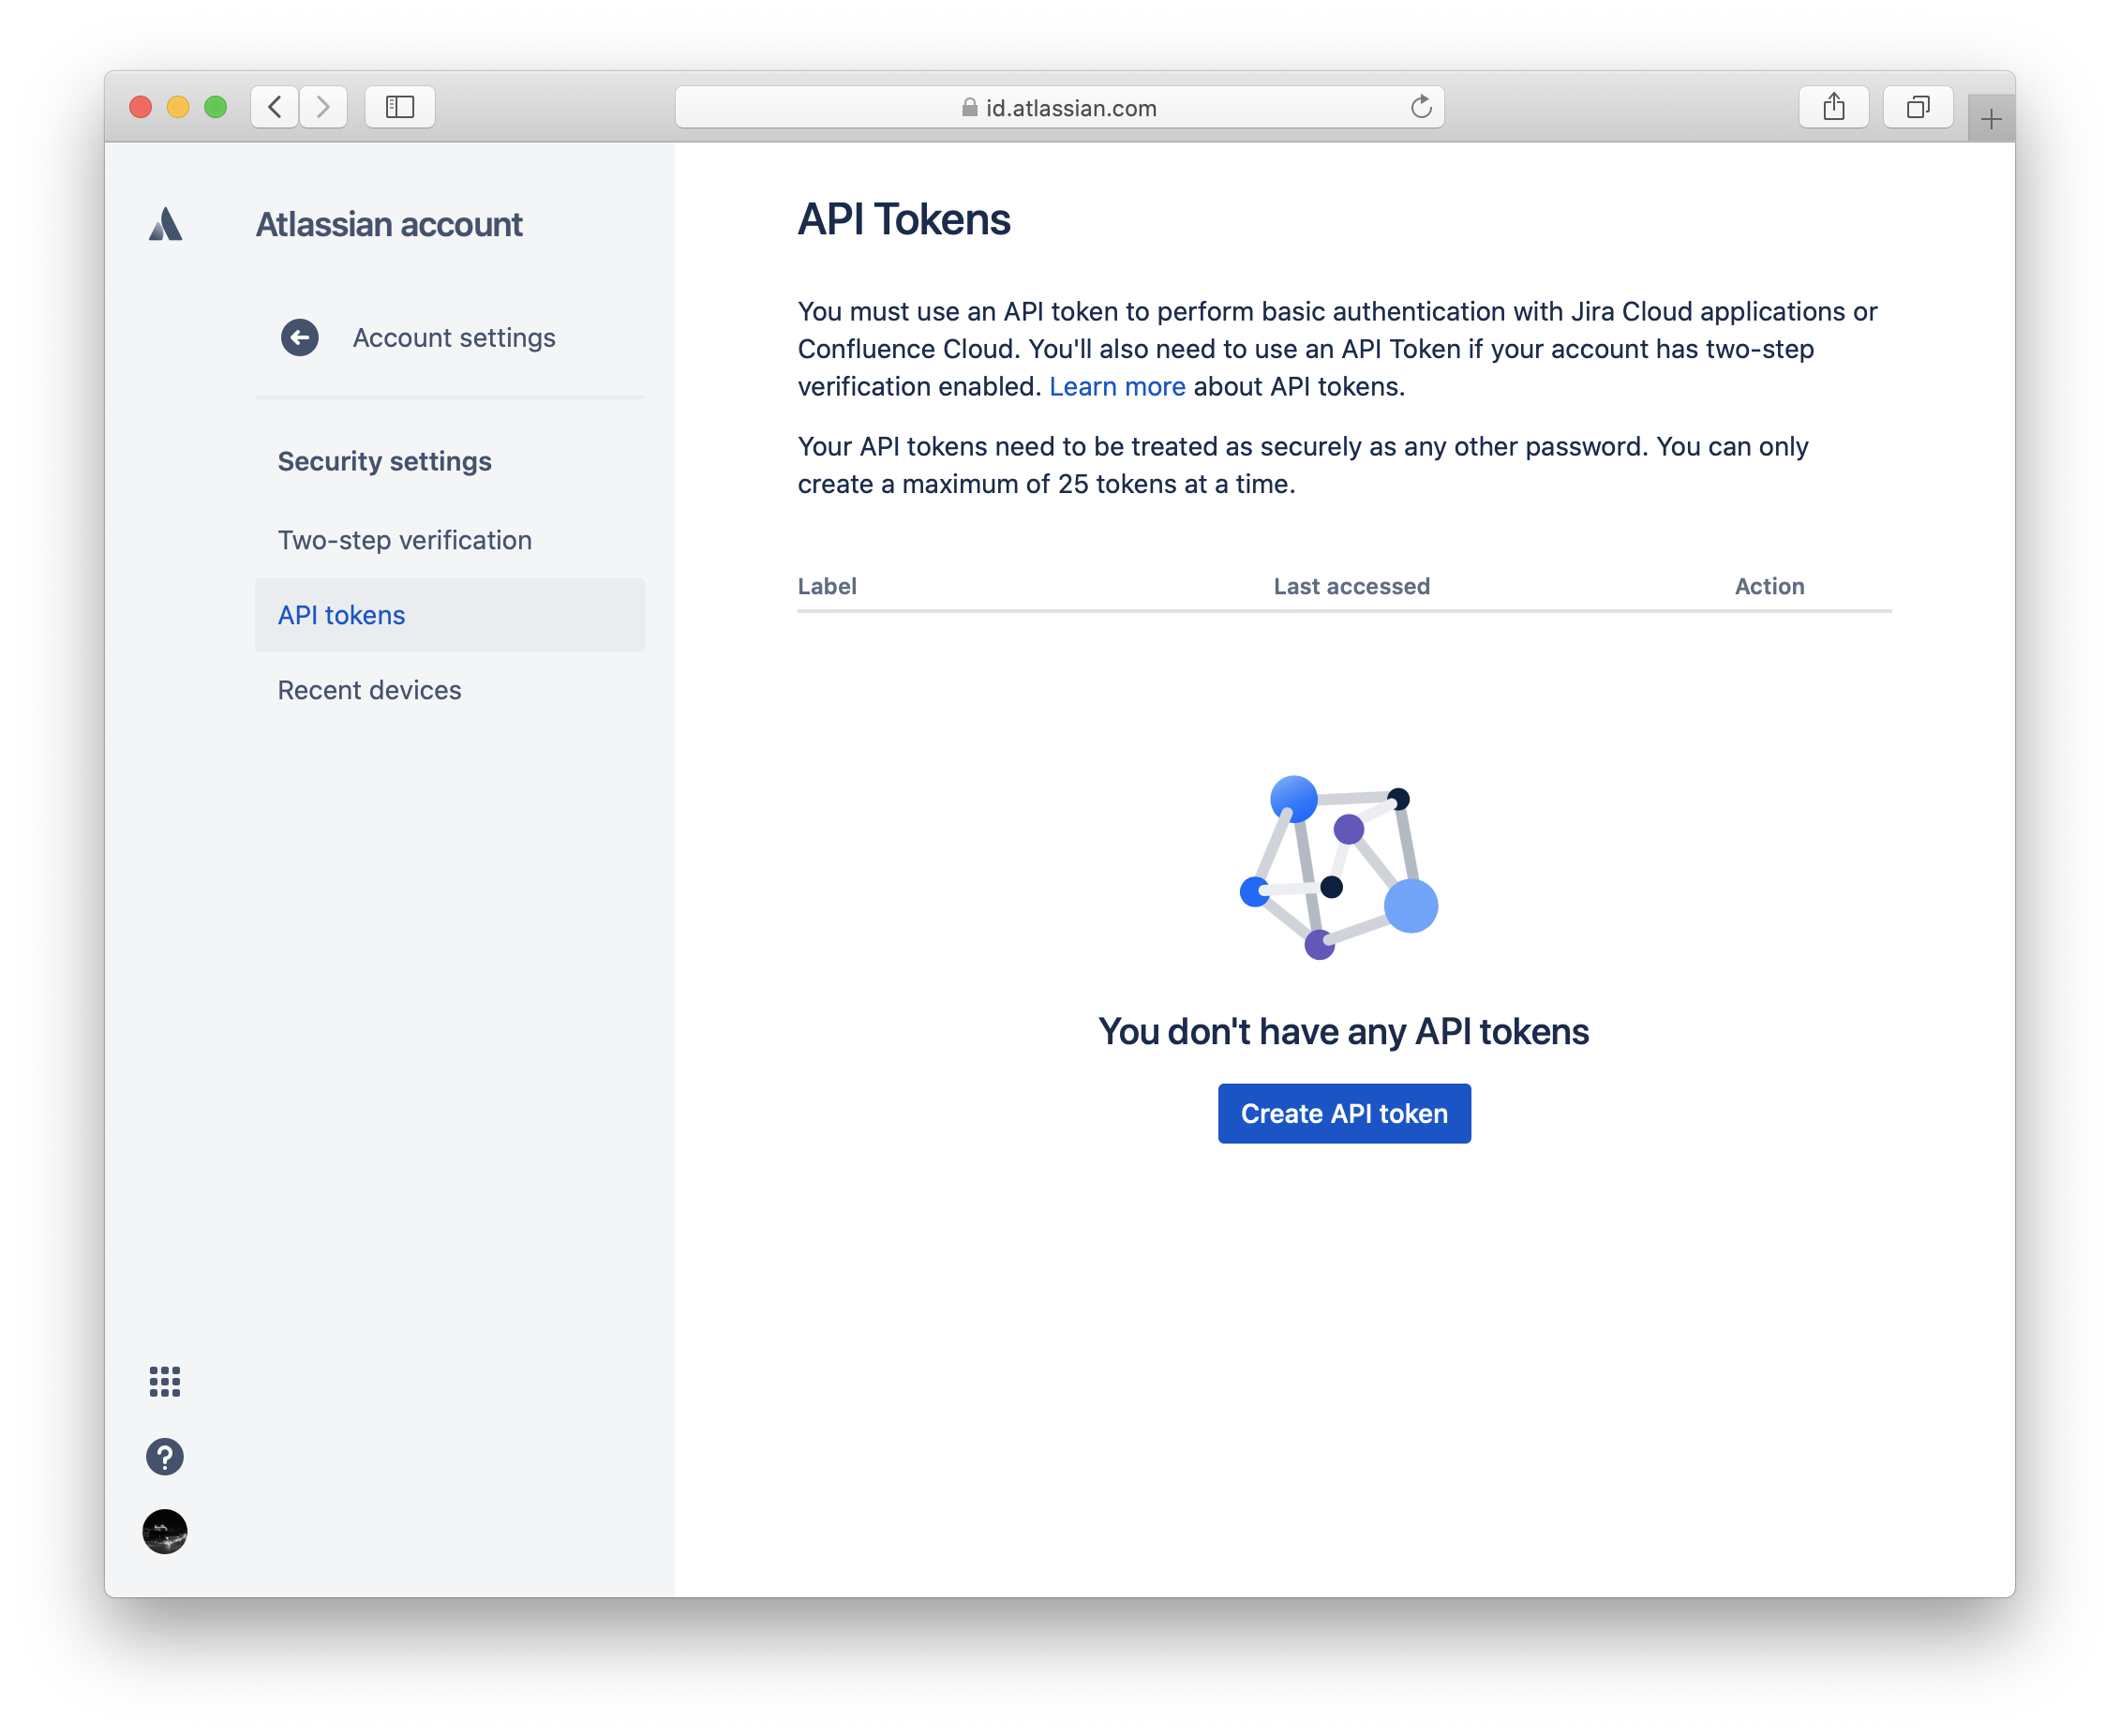 id.atlassian.com
Atlassian account
Account settings
Security settings
Two-step verification
API tokens
Recent devices
API Tokens
You must use an API token to perform basic authentication with Jira Cloud applications or
Confluence Cloud. You'll also need to use an API Token if your account has two-step
verification enabled. Learn more about API tokens.
Your API tokens need to be treated as securely as any other password. You can only
create a maximum of 25 tokens at a time.
Label Last accessed Action
You don't have any API tokens
Create API token